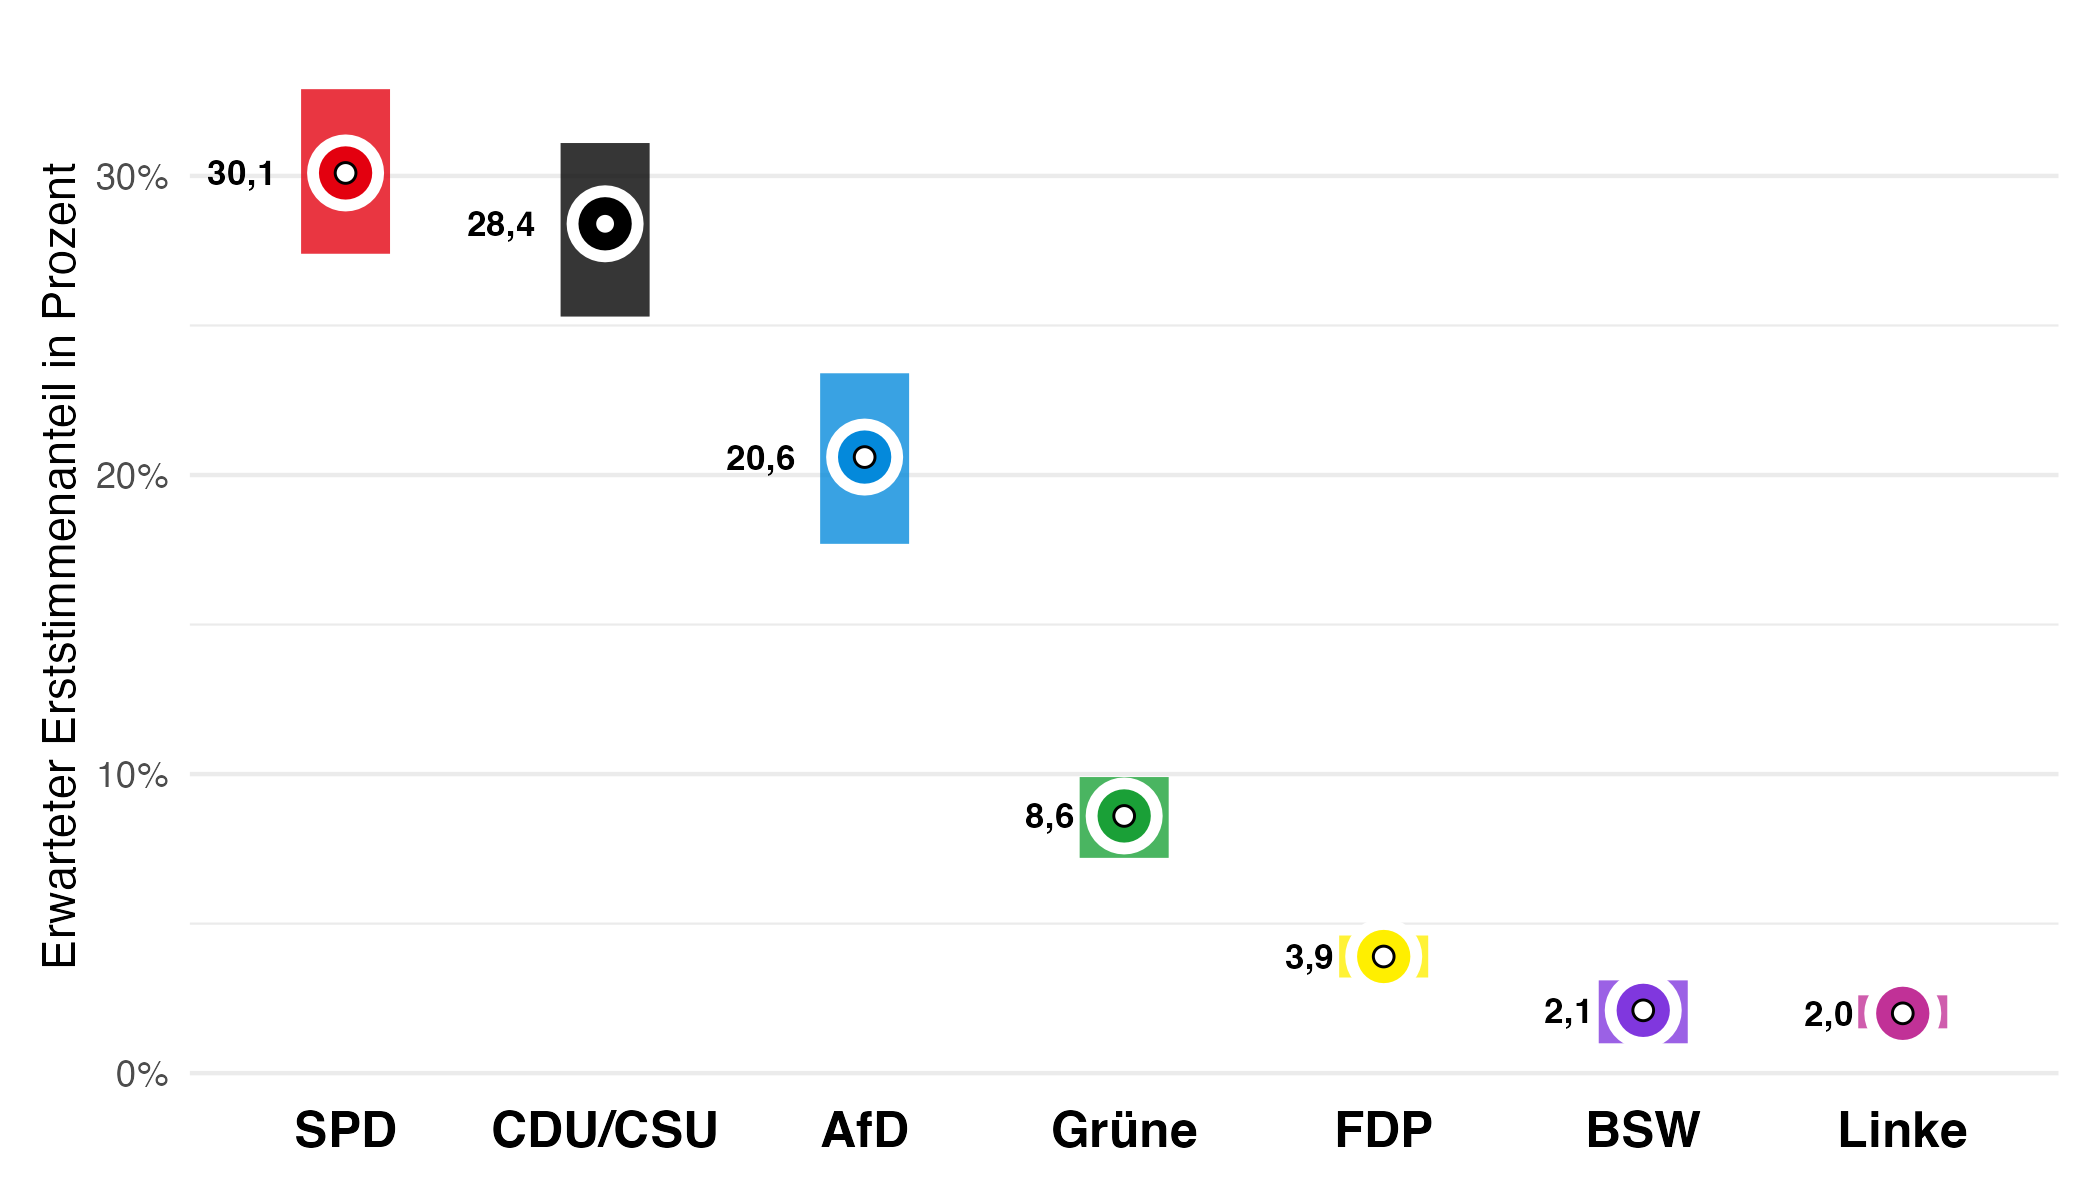 Erwarteter Erststimmenanteil in Prozent
30%
20%
10%
0%
30,1
28,4
20,6
8,6
3,9
2,1
2,0
SPD
CDU/CSU
AfD
Grüne
FDP
BSW
Linke